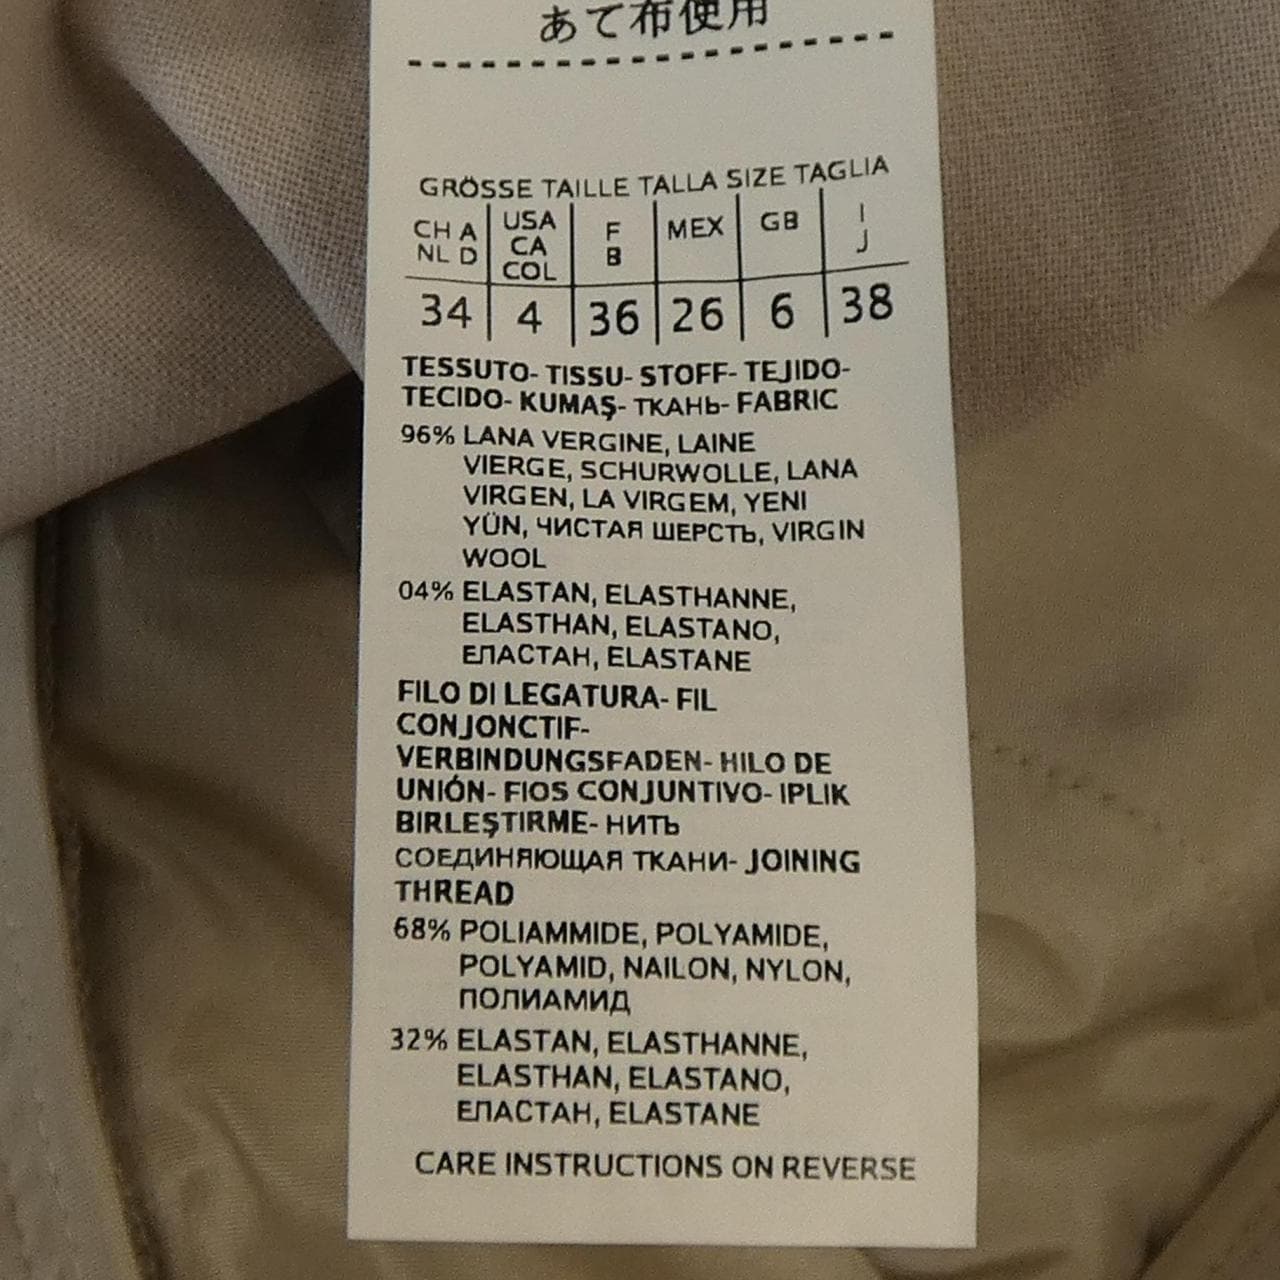 あて布使用
GRÖSSE TAILLE TALLA SIZE TAGLIA
CH A NL D | USA CA COL | F B | MEX | GB | I J
34 | 4 | 36 | 26 | 6 | 38
TESSUTO- TISSU- STOFF- TEJIDO-
TECIDO- KUMAŞ- ТКАНЬ- FABRIC
96% LANA VERGINE, LAINE
VIERGE, SCHURWOLLE, LANA
VIRGEN, LA VIRGEM, YENI
YÜN, ЧИСТАЯ ШЕРСТЬ, VIRGIN
WOOL
04% ELASTAN, ELASTHANNE,
ELASTHAN, ELASTANO,
ЕЛАСТАН, ELASTANE
FILO DI LEGATURA- FIL
CONJONCTIF-
VERBINDUNGSFADEN- HILO DE
UNIÓN- FIOS CONJUNTIVO- IPLIK
BIRLEŞTIRME- НИТЬ
СОЕДИНЯЮЩАЯ ТКАНИ- JOINING
THREAD
68% POLIAMMIDE, POLYAMIDE,
POLYAMID, NAILON, NYLON,
ПОЛИАМИД
32% ELASTAN, ELASTHANNE,
ELASTHAN, ELASTANO,
ЕЛАСТАН, ELASTANE
CARE INSTRUCTIONS ON REVERSE